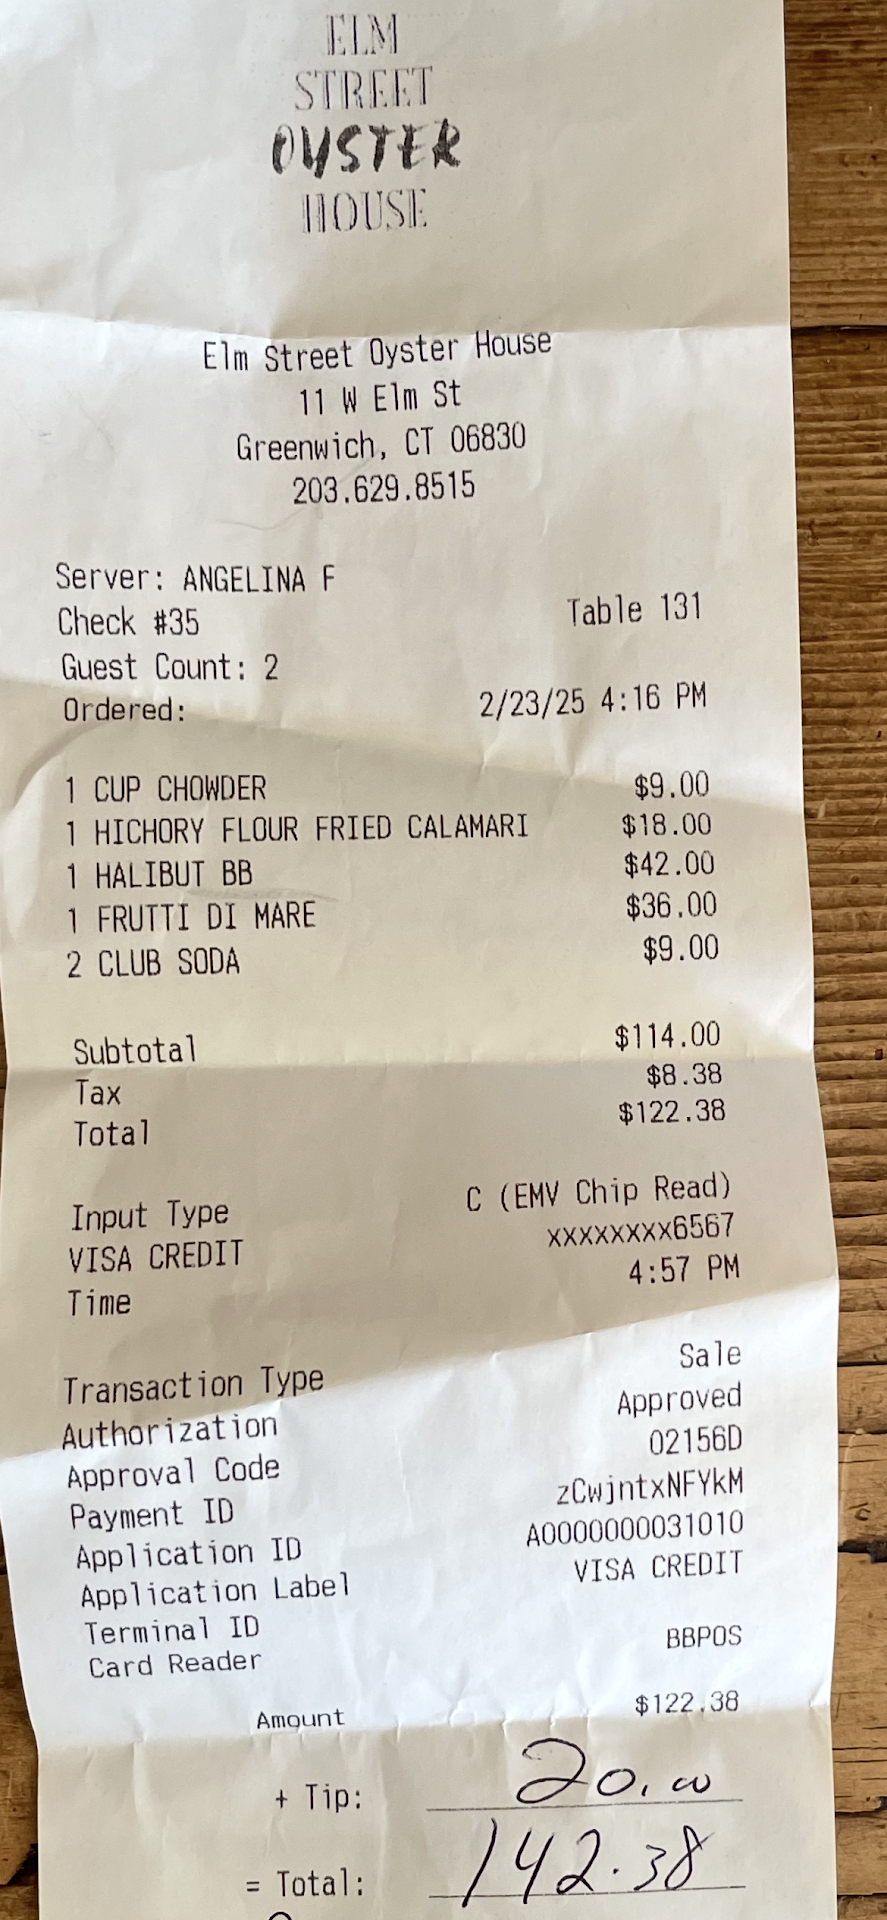 ELM
STREET
OYSTER
HOUSE
Elm Street Oyster House
11 W Elm St
Greenwich, CT 06830
203.629.8515
Server: ANGELINA F
Check #35 Table 131
Guest Count: 2
Ordered: 2/23/25 4:16 PM
1 CUP CHOWDER $9.00
1 HICHORY FLOUR FRIED CALAMARI $18.00
1 HALIBUT BB $42.00
1 FRUTTI DI MARE $36.00
2 CLUB SODA $9.00
Subtotal $114.00
Tax $8.38
Total $122.38
Input Type C (EMV Chip Read)
VISA CREDIT xxxxxxxx6567
Time 4:57 PM
Transaction Type Sale
Authorization Approved
Approval Code 02156D
Payment ID zCwjntxNFYkM
Application ID A0000000031010
Application Label VISA CREDIT
Terminal ID
Card Reader BBPOS
Amount $122.38
+ Tip: 20.00
= Total: 142.38